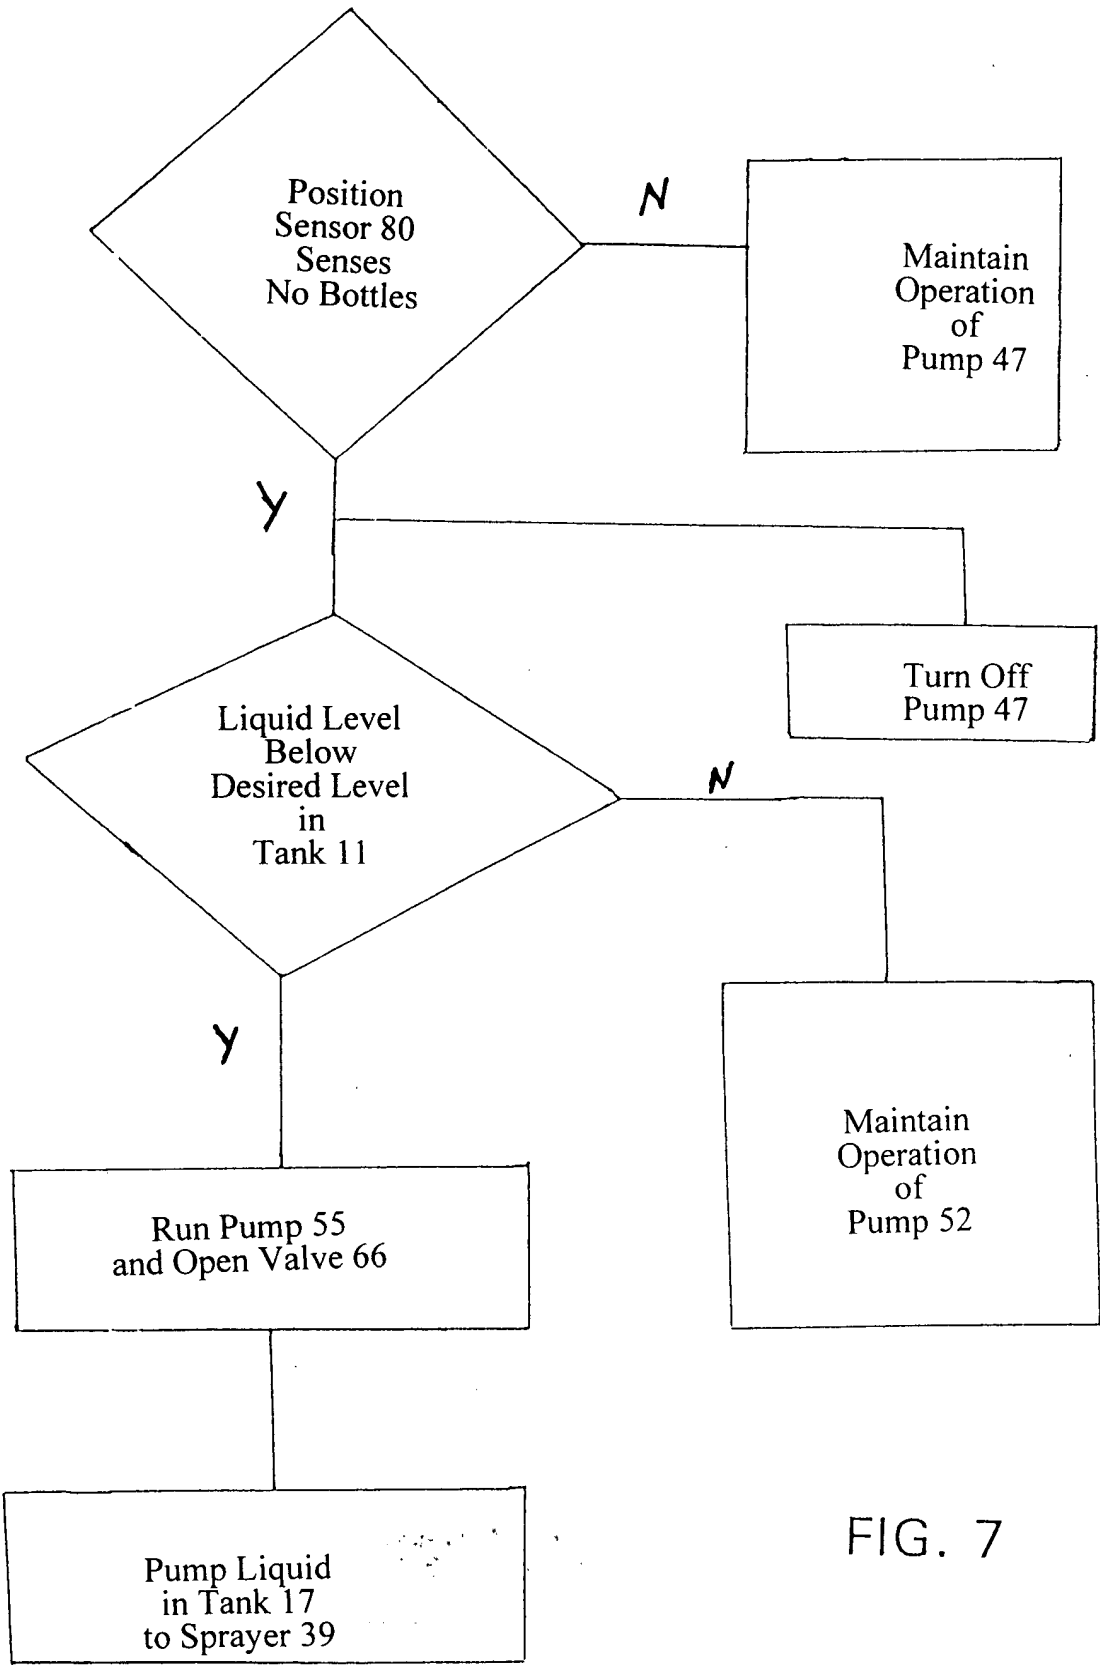 Position
Sensor 80
Senses
No Bottles
N
Maintain
Operation
of
Pump 47
Y
Turn Off
Pump 47
Liquid Level
Below
Desired Level
in
Tank 11
N
Maintain
Operation
of
Pump 52
Y
Run Pump 55
and Open Valve 66
Pump Liquid
in Tank 17
to Sprayer 39
FIG. 7